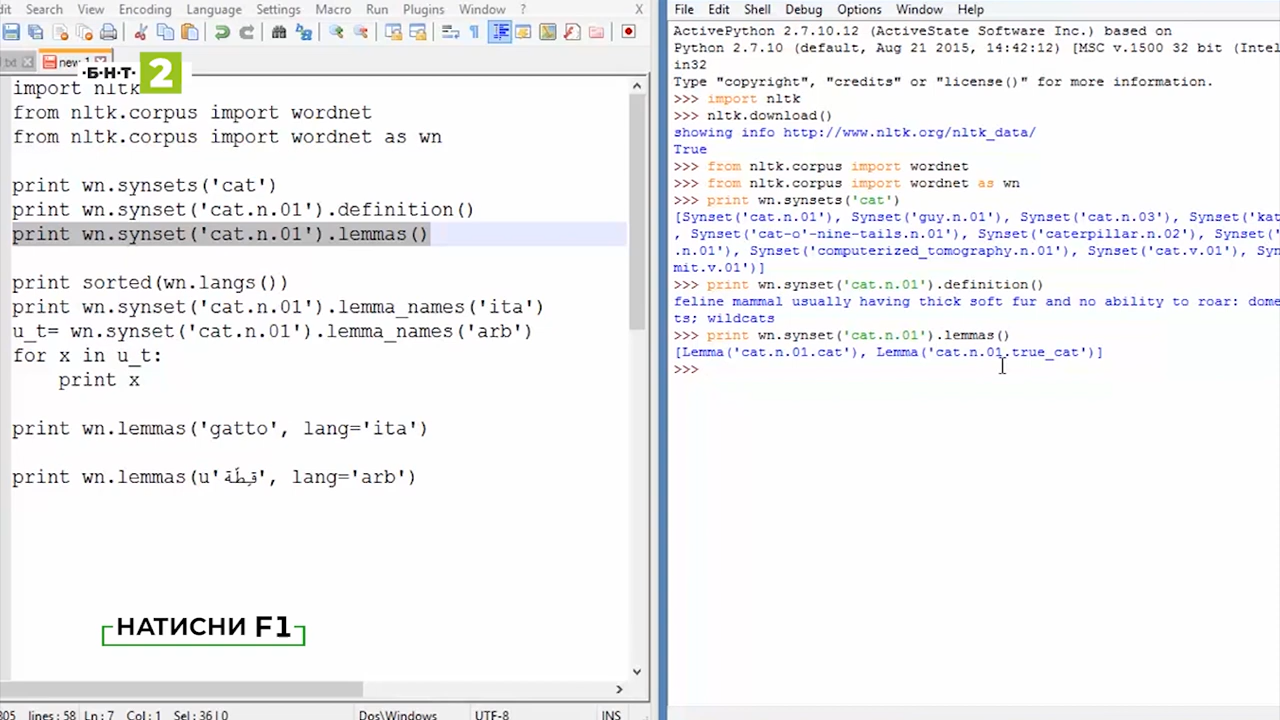 dit Search View Encoding Language Settings Macro Run Plugins Window ? X
txt
new 1
·Б·Н·Т· 2
import nltk
from nltk.corpus import wordnet
from nltk.corpus import wordnet as wn
print wn.synsets('cat')
print wn.synset('cat.n.01').definition()
print wn.synset('cat.n.01').lemmas()
print sorted(wn.langs())
print wn.synset('cat.n.01').lemma_names('ita')
u_t= wn.synset('cat.n.01').lemma_names('arb')
for x in u_t:
print x
print wn.lemmas('gatto', lang='ita')
print wn.lemmas(u'قِطَّة', lang='arb')
НАТИСНИ F1
805 lines : 58 Ln : 7 Col : 1 Sel : 36 | 0 Dos\Windows UTF-8 INS
File Edit Shell Debug Options Window Help
ActivePython 2.7.10.12 (ActiveState Software Inc.) based on
Python 2.7.10 (default, Aug 21 2015, 14:42:12) [MSC v.1500 32 bit (Intel
in32
Type "copyright", "credits" or "license()" for more information.
>>> import nltk
>>> nltk.download()
showing info http://www.nltk.org/nltk_data/
True
>>> from nltk.corpus import wordnet
>>> from nltk.corpus import wordnet as wn
>>> print wn.synsets('cat')
[Synset('cat.n.01'), Synset('guy.n.01'), Synset('cat.n.03'), Synset('kat
, Synset('cat-o'-nine-tails.n.01'), Synset('caterpillar.n.02'), Synset('
.n.01'), Synset('computerized_tomography.n.01'), Synset('cat.v.01'), Syn
mit.v.01')]
>>> print wn.synset('cat.n.01').definition()
feline mammal usually having thick soft fur and no ability to roar: dome
ts; wildcats
>>> print wn.synset('cat.n.01').lemmas()
[Lemma('cat.n.01.cat'), Lemma('cat.n.01.true_cat')]
>>>